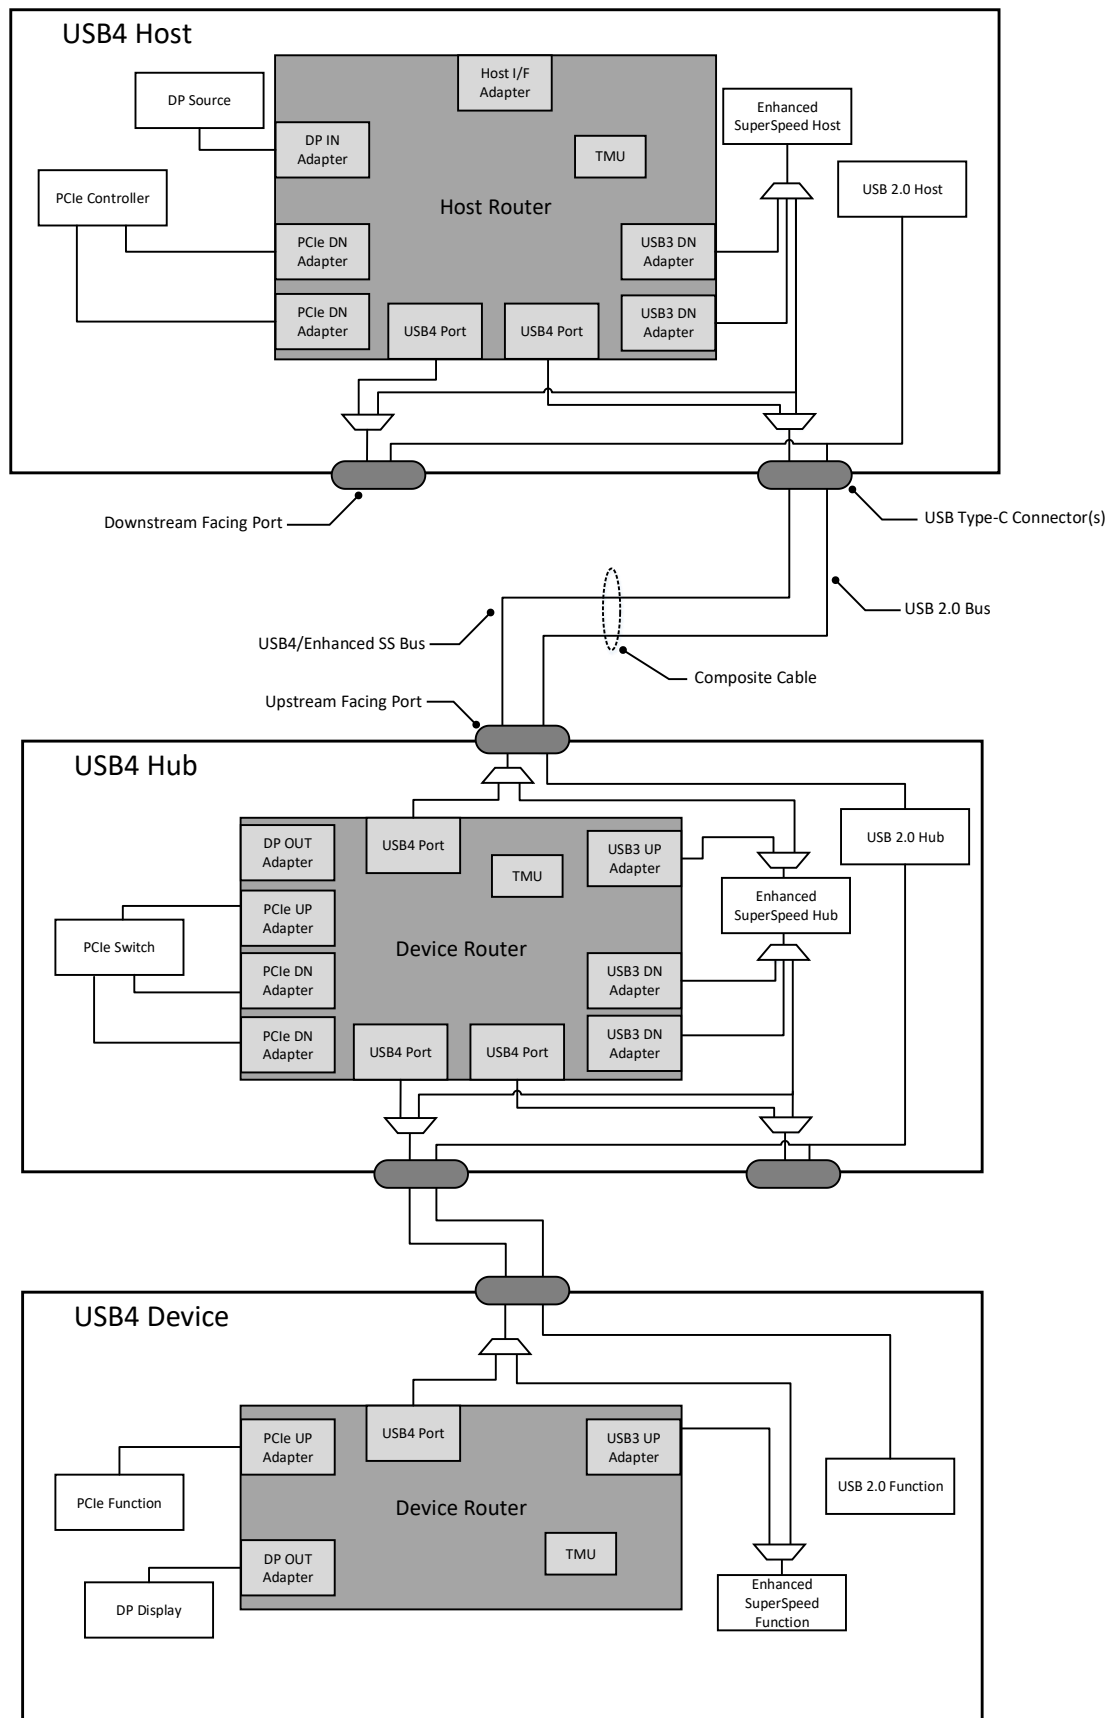 USB4 Host
Host I/F
Adapter
DP Source
Enhanced
SuperSpeed Host
DP IN
Adapter
TMU
PCIe Controller
USB 2.0 Host
Host Router
PCIe DN
Adapter
USB3 DN
Adapter
PCIe DN
Adapter
USB4 Port
USB4 Port
USB3 DN
Adapter
Downstream Facing Port
USB Type-C Connector(s)
USB 2.0 Bus
USB4/Enhanced SS Bus
Composite Cable
Upstream Facing Port
USB4 Hub
DP OUT
Adapter
USB4 Port
USB3 UP
Adapter
USB 2.0 Hub
TMU
Enhanced
SuperSpeed Hub
PCIe UP
Adapter
PCIe Switch
Device Router
PCIe DN
Adapter
USB3 DN
Adapter
PCIe DN
Adapter
USB4 Port
USB4 Port
USB3 DN
Adapter
USB4 Device
PCIe UP
Adapter
USB4 Port
USB3 UP
Adapter
USB 2.0 Function
PCIe Function
Device Router
DP OUT
Adapter
TMU
DP Display
Enhanced
SuperSpeed
Function